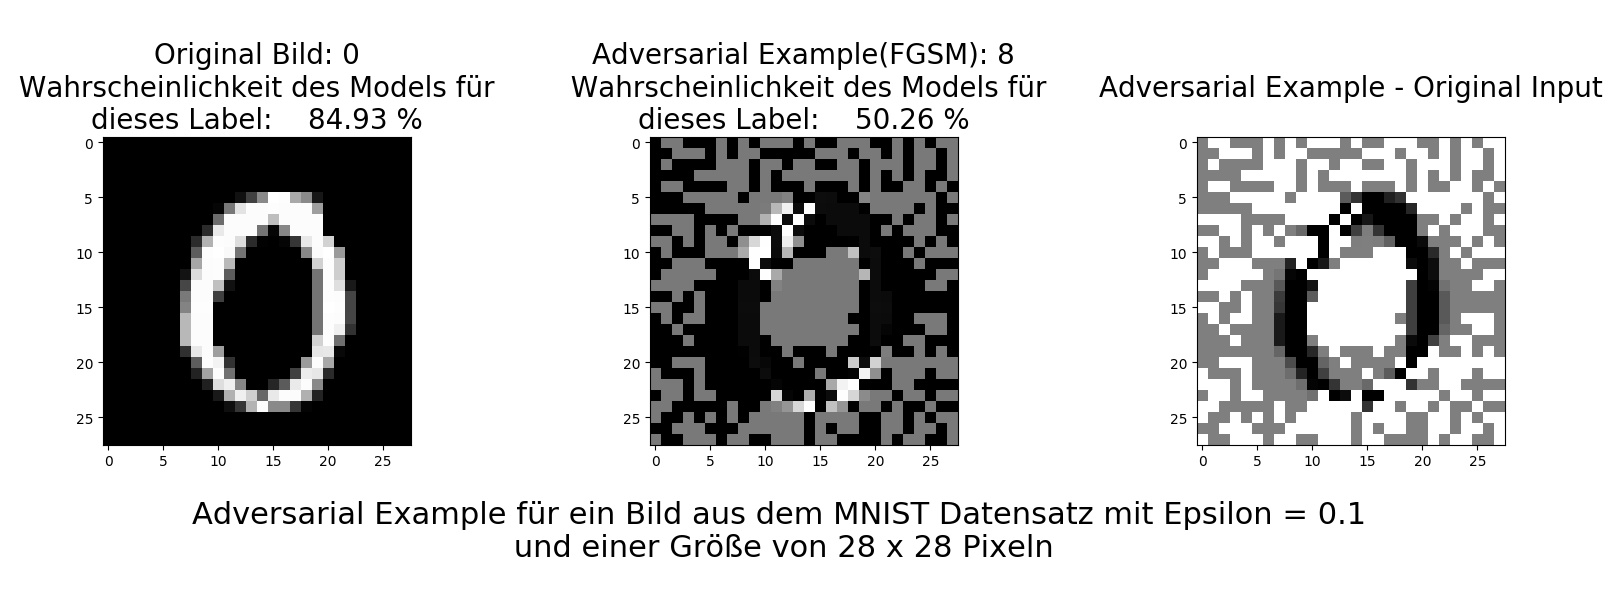 Original Bild: 0
Wahrscheinlichkeit des Models für
dieses Label: 84.93 %
0
5
10
15
20
25
0 5 10 15 20 25
Adversarial Example(FGSM): 8
Wahrscheinlichkeit des Models für
dieses Label: 50.26 %
0
5
10
15
20
25
0 5 10 15 20 25
Adversarial Example - Original Input
0
5
10
15
20
25
0 5 10 15 20 25
Adversarial Example für ein Bild aus dem MNIST Datensatz mit Epsilon = 0.1
und einer Größe von 28 x 28 Pixeln